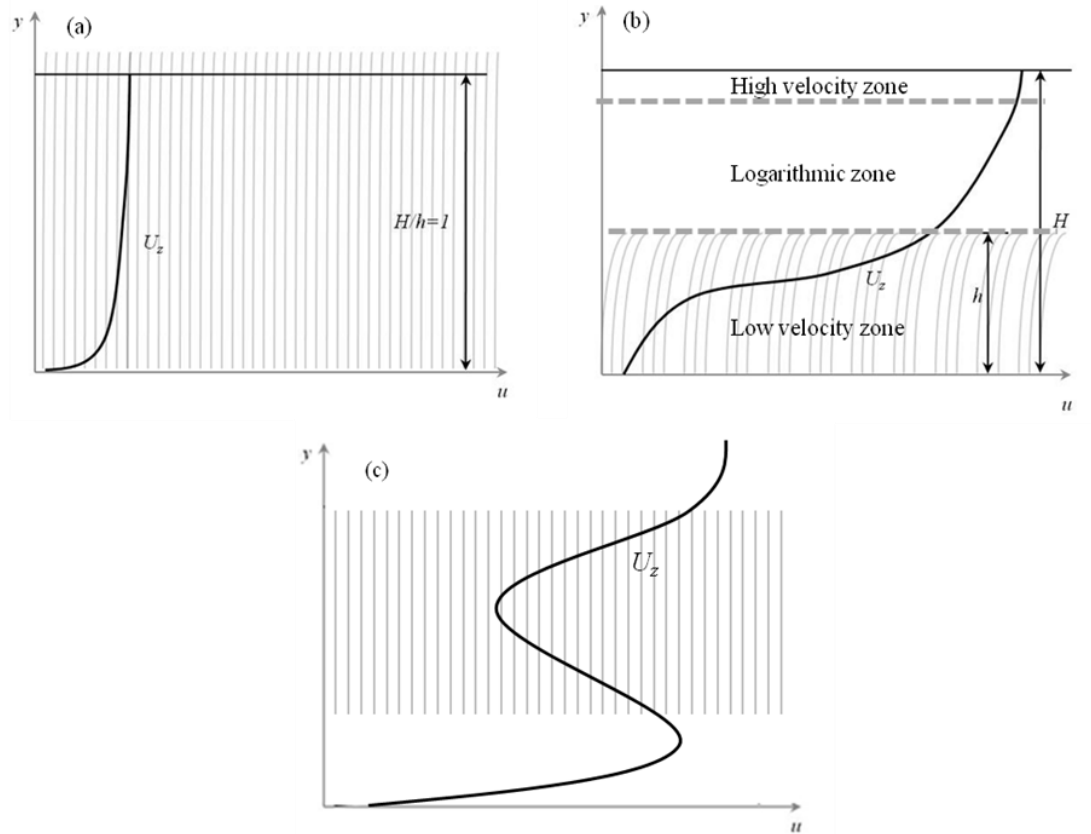 y
(a)
H/h=1
U_z
u
y
(b)
High velocity zone
Logarithmic zone
H
U_z
h
Low velocity zone
u
y
(c)
U_z
u